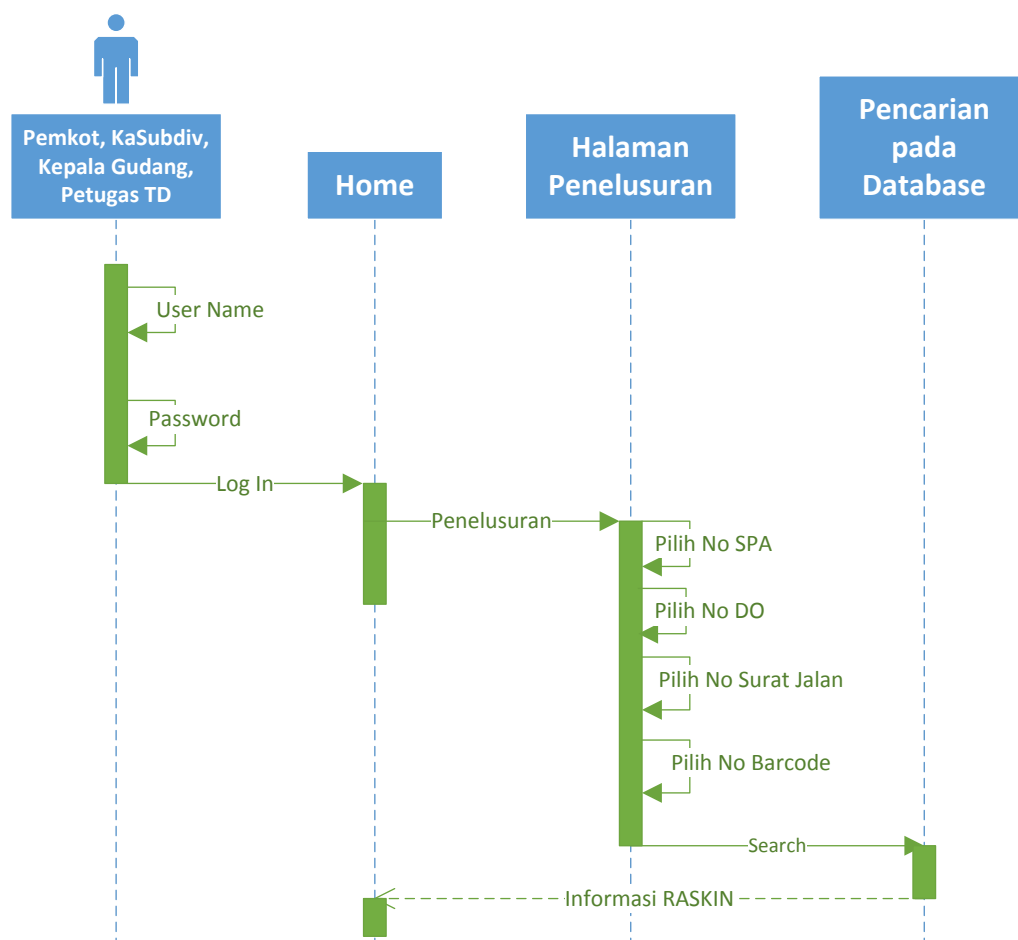 Pemkot, KaSubdiv,
Kepala Gudang,
Petugas TD
Home
Halaman
Penelusuran
Pencarian
pada
Database
User Name
Password
Log In
Penelusuran
Pilih No SPA
Pilih No DO
Pilih No Surat Jalan
Pilih No Barcode
Search
Informasi RASKIN